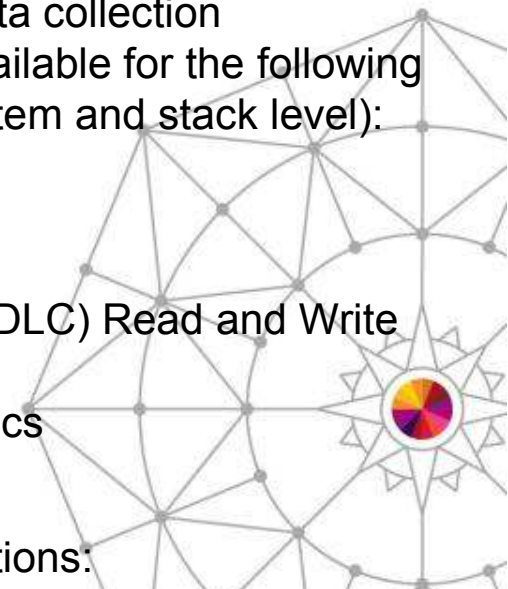 ta collection
ailable for the following
tem and stack level):
DLC) Read and Write
cs
tions: